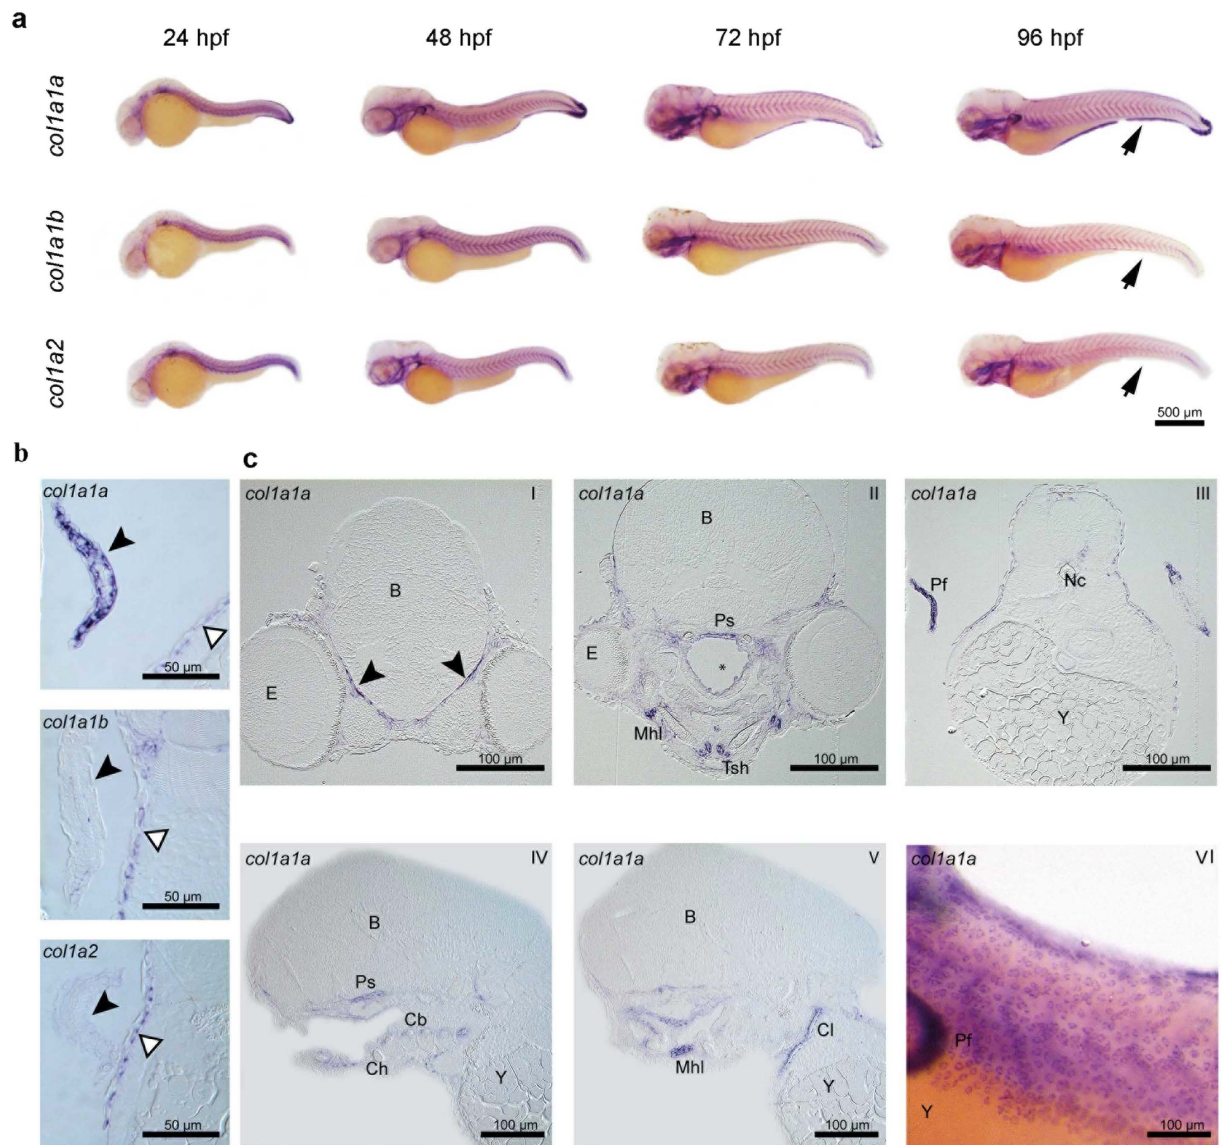 a
24 hpf 48 hpf 72 hpf 96 hpf
col1a1a
col1a1b
col1a2
500 µm
b
c
col1a1a
50 µm
col1a1b
50 µm
col1a2
50 µm
col1a1a I
B
E
100 µm
col1a1a II
B
Ps
E
*
Mhl
Tsh
100 µm
col1a1a III
Pf
Nc
Y
100 µm
col1a1a IV
B
Ps
Cb
Ch
Y
100 µm
col1a1a V
B
Cl
Mhl
Y
100 µm
col1a1a VI
Pf
Y
100 µm